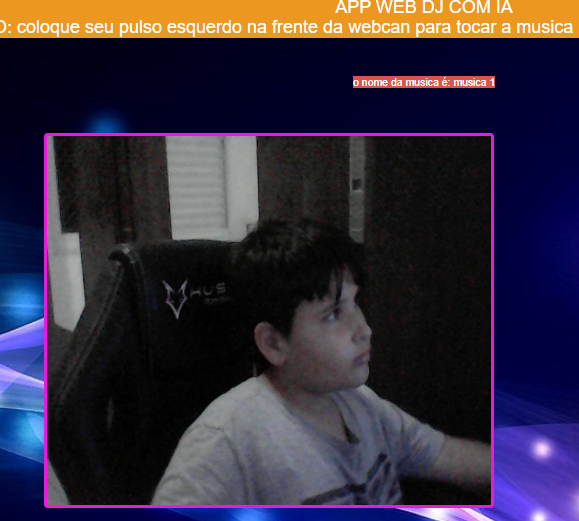 APP WEB DJ COM IA
O: coloque seu pulso esquerdo na frente da webcan para tocar a musica
o nome da musica é: musica 1
HUS